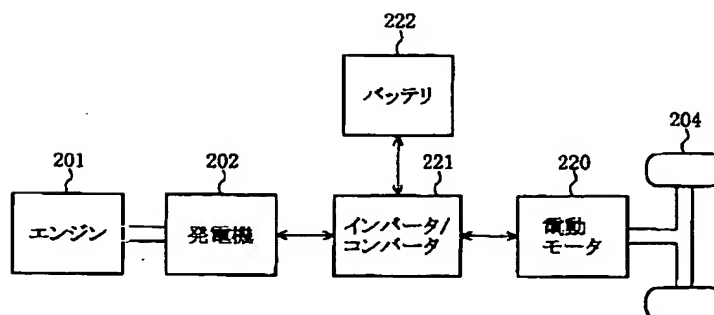 222
バッテリ
204
201
202
221
220
エンジン
発電機
インバータ/
コンバータ
電動
モータ